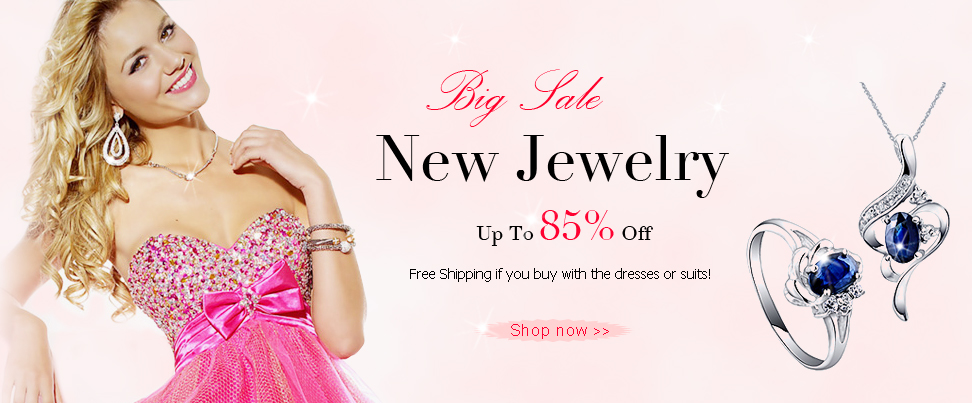 Big Sale
New Jewelry
Up To 85% Off
Free Shipping if you buy with the dresses or suits!
Shop now >>